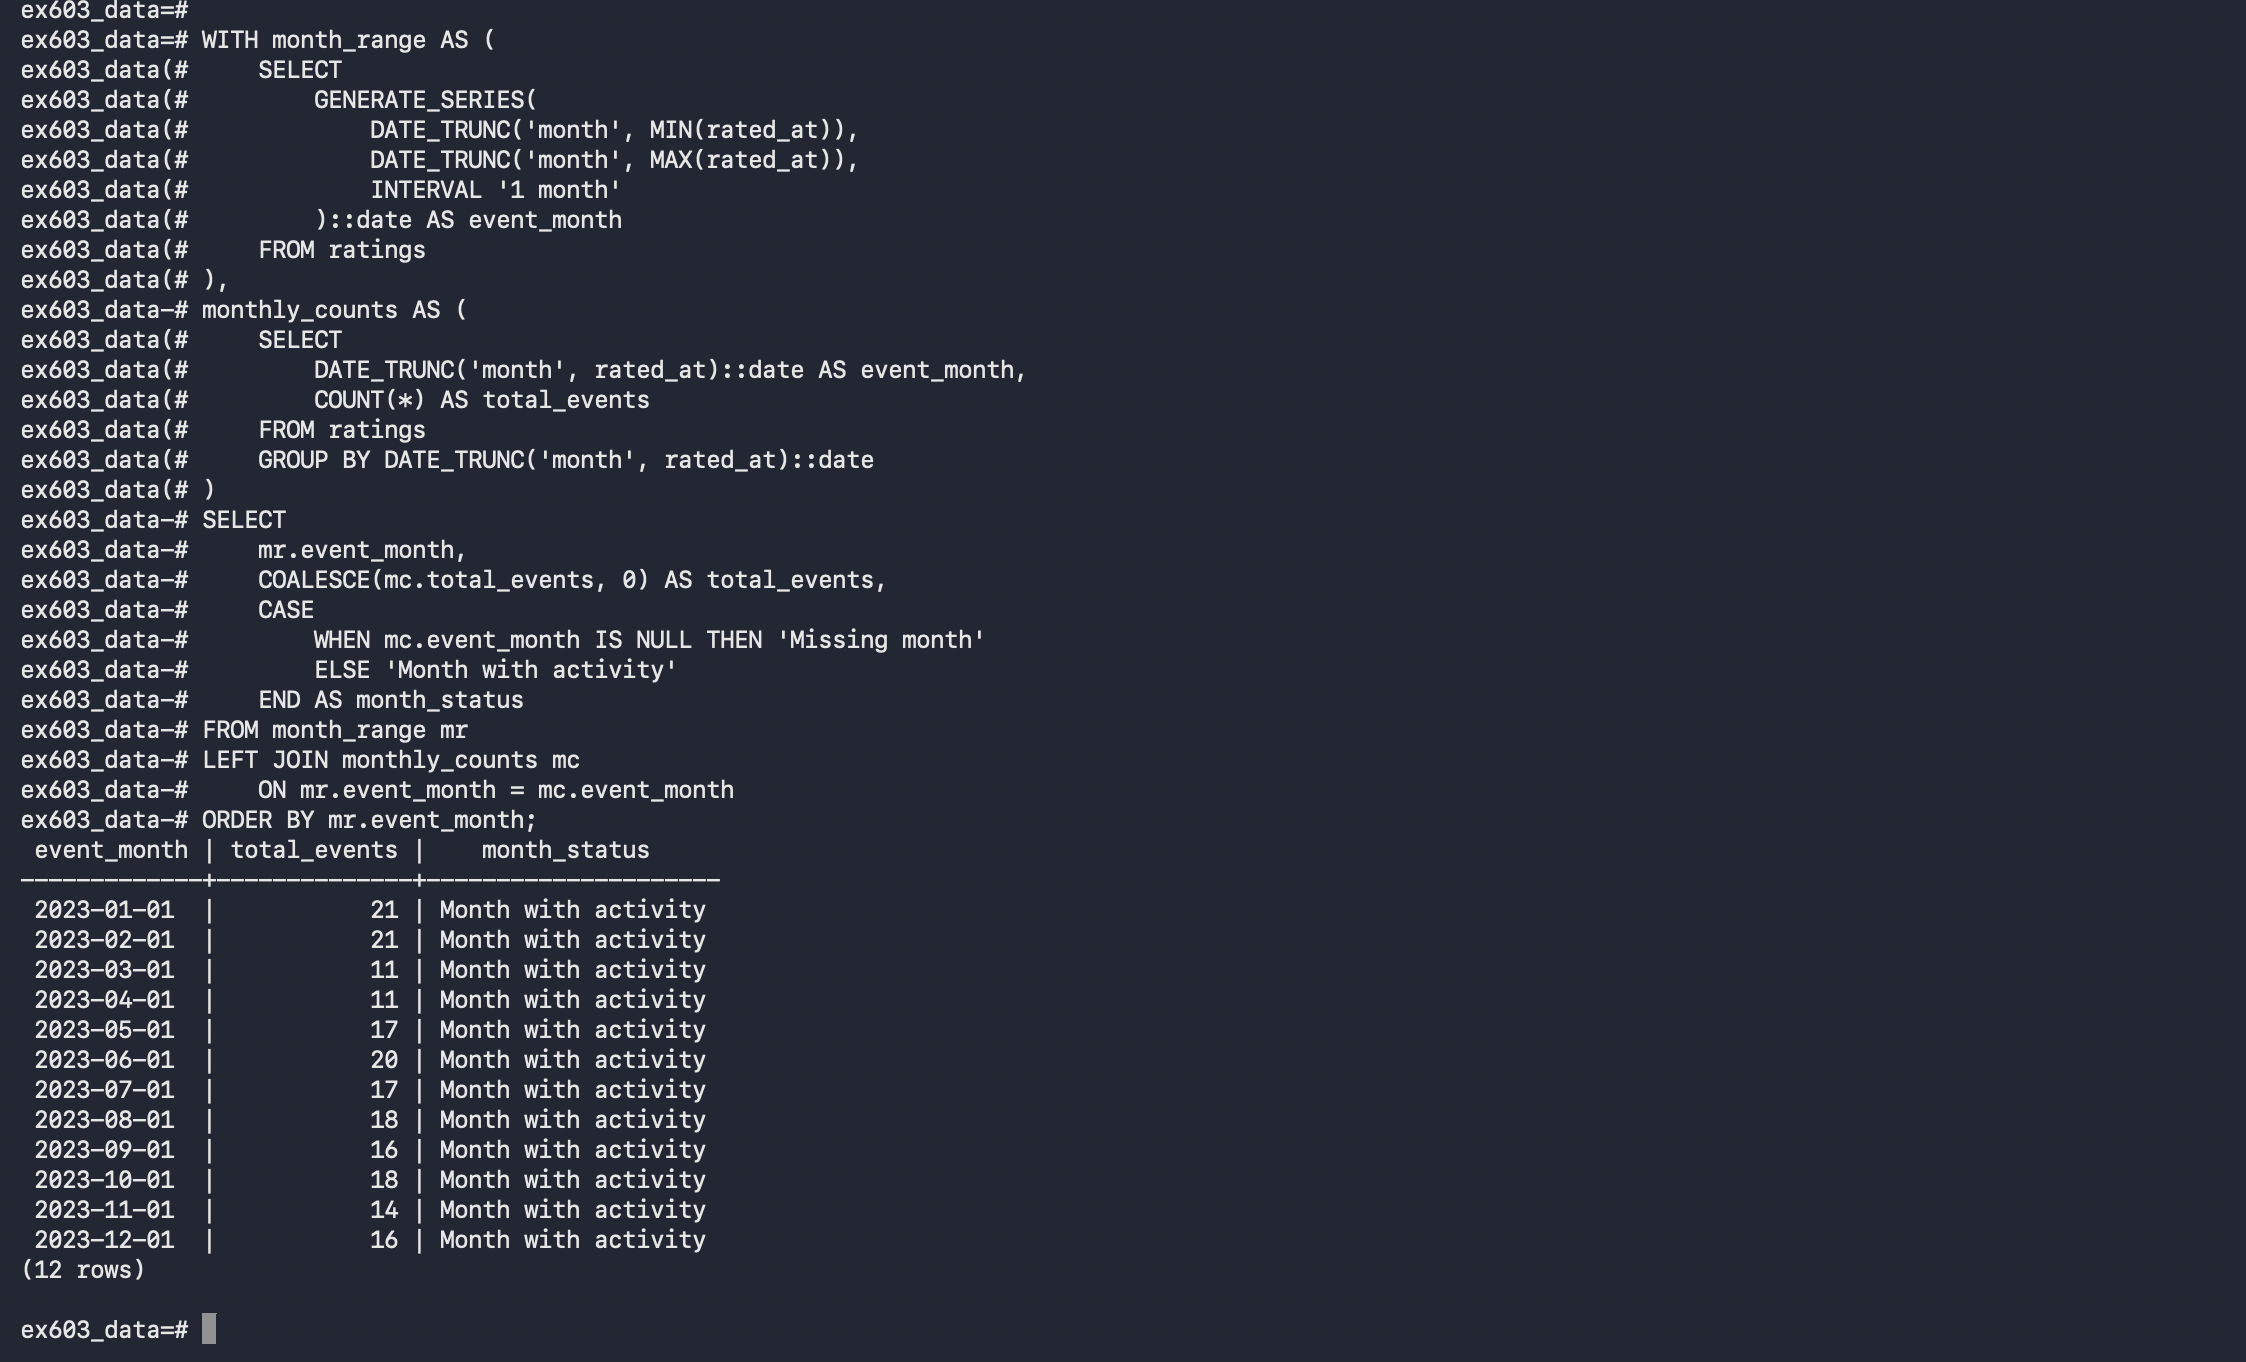 ex603_data=#
ex603_data=# WITH month_range AS (
ex603_data(#     SELECT
ex603_data(#         GENERATE_SERIES(
ex603_data(#             DATE_TRUNC('month', MIN(rated_at)),
ex603_data(#             DATE_TRUNC('month', MAX(rated_at)),
ex603_data(#             INTERVAL '1 month'
ex603_data(#         )::date AS event_month
ex603_data(#     FROM ratings
ex603_data(# ),
ex603_data-# monthly_counts AS (
ex603_data(#     SELECT
ex603_data(#         DATE_TRUNC('month', rated_at)::date AS event_month,
ex603_data(#         COUNT(*) AS total_events
ex603_data(#     FROM ratings
ex603_data(#     GROUP BY DATE_TRUNC('month', rated_at)::date
ex603_data(# )
ex603_data-# SELECT
ex603_data-#     mr.event_month,
ex603_data-#     COALESCE(mc.total_events, 0) AS total_events,
ex603_data-#     CASE
ex603_data-#         WHEN mc.event_month IS NULL THEN 'Missing month'
ex603_data-#         ELSE 'Month with activity'
ex603_data-#     END AS month_status
ex603_data-# FROM month_range mr
ex603_data-# LEFT JOIN monthly_counts mc
ex603_data-#     ON mr.event_month = mc.event_month
ex603_data-# ORDER BY mr.event_month;
 event_month | total_events |    month_status
-------------+--------------+---------------------
 2023-01-01  |           21 | Month with activity
 2023-02-01  |           21 | Month with activity
 2023-03-01  |           11 | Month with activity
 2023-04-01  |           11 | Month with activity
 2023-05-01  |           17 | Month with activity
 2023-06-01  |           20 | Month with activity
 2023-07-01  |           17 | Month with activity
 2023-08-01  |           18 | Month with activity
 2023-09-01  |           16 | Month with activity
 2023-10-01  |           18 | Month with activity
 2023-11-01  |           14 | Month with activity
 2023-12-01  |           16 | Month with activity
(12 rows)

ex603_data=#